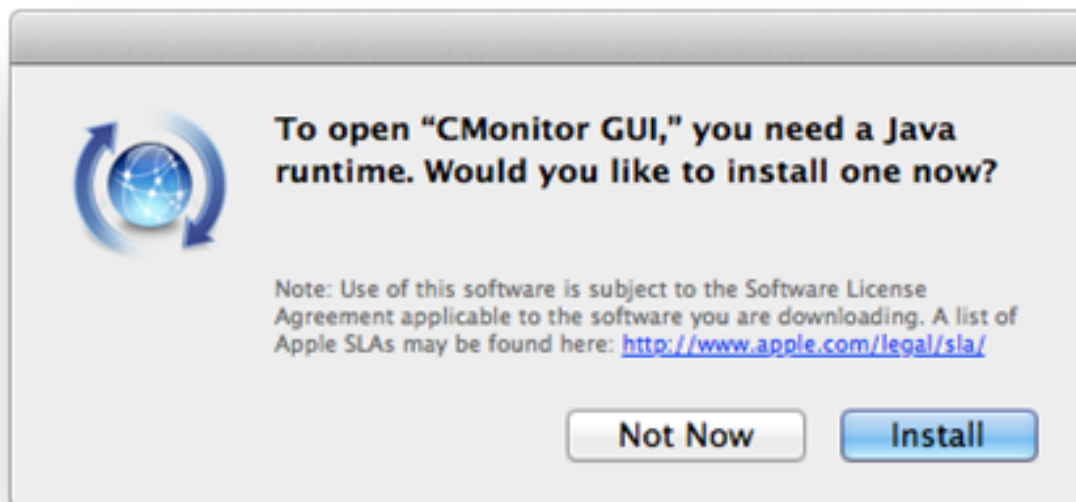 To open “CMonitor GUI,” you need a Java
runtime. Would you like to install one now?
Note: Use of this software is subject to the Software License
Agreement applicable to the software you are downloading. A list of
Apple SLAs may be found here: http://www.apple.com/legal/sla/
Not Now
Install